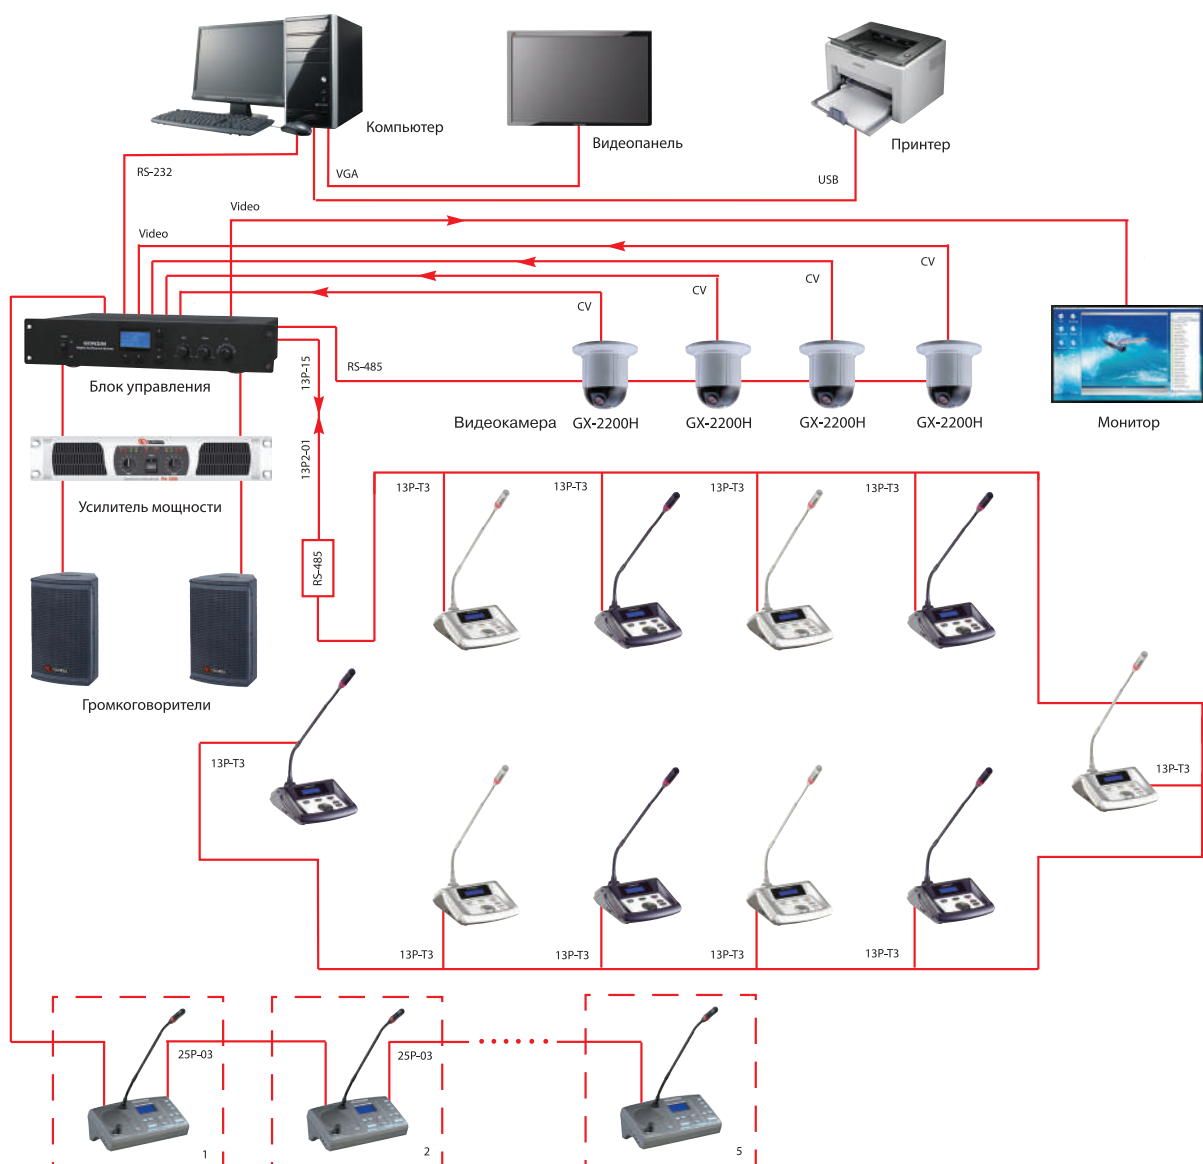 Компьютер
Видеопанель
Принтер
RS-232
VGA
USB
Video
Video
CV
CV
CV
CV
Блок управления
13P-15
RS-485
Видеокамера
GX-2200H
GX-2200H
GX-2200H
GX-2200H
Монитор
13P2-01
Усилитель мощности
RS-485
13P-T3
13P-T3
13P-T3
13P-T3
Громкоговорители
13P-T3
13P-T3
13P-T3
13P-T3
13P-T3
13P-T3
25P-03
25P-03
1
2
5